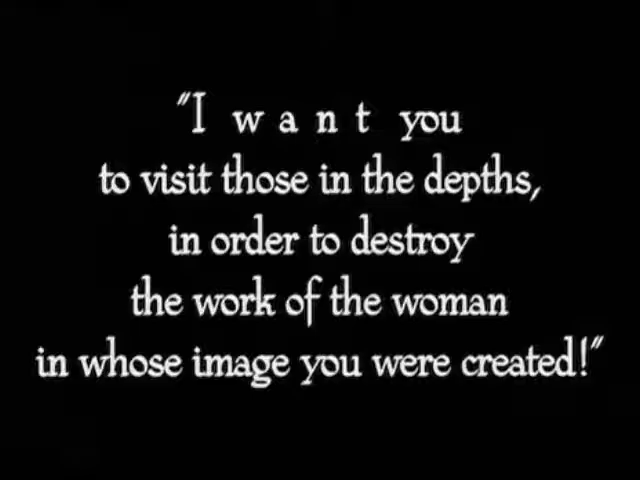 "I want you
to visit those in the depths,
in order to destroy
the work of the woman
in whose image you were created!"